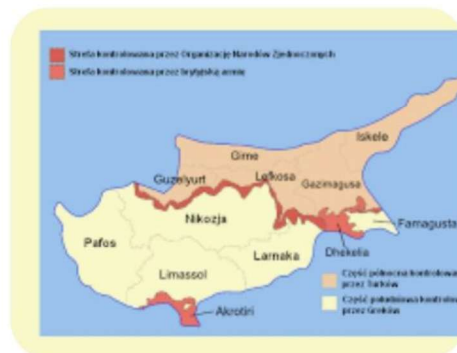 Strefa kontrolowana przez Organizację Narodów Zjednoczonych
Strefa kontrolowana przez brytyjską armię
Iskele
Girne
Lefkosa
Guzelyurt
Gazimagusa
Nikozja
Famagusta
Pafos
Larnaka
Dhekelia
Limassol
Akrotiri
Część północna kontrolowana
przez Turków
Część południowa kontrolow
przez Greków